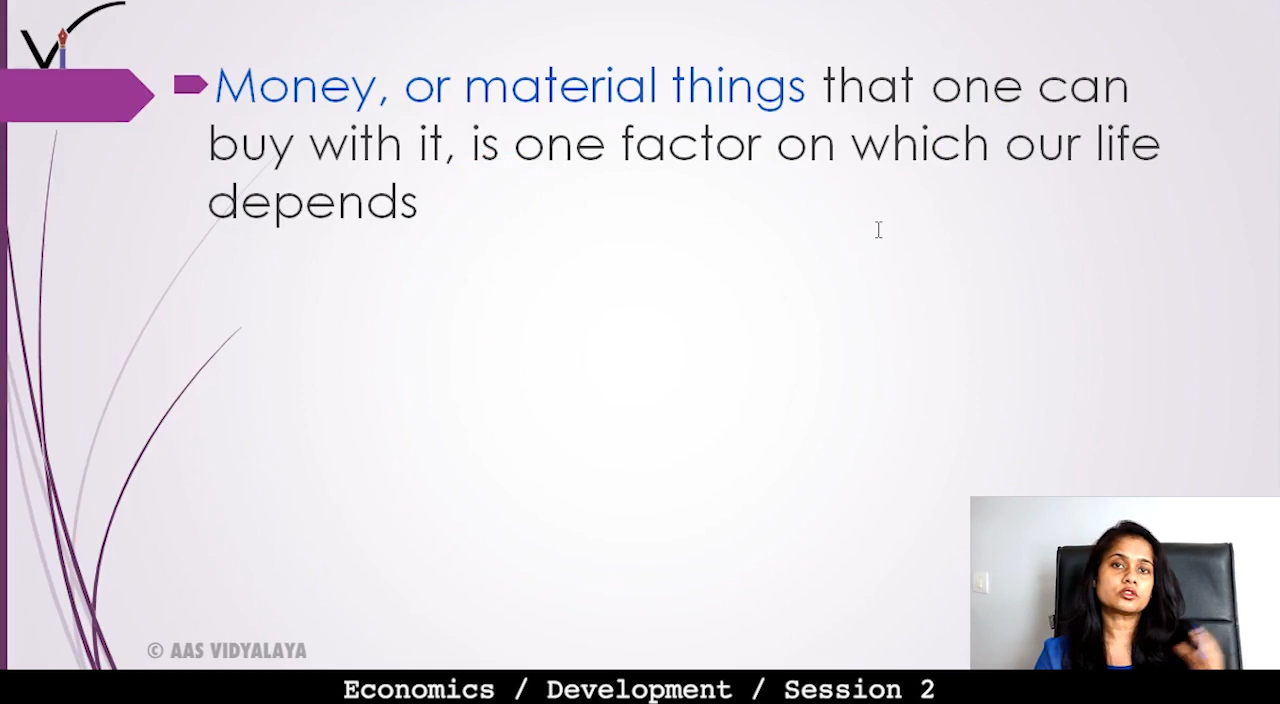 Money, or material things that one can
buy with it, is one factor on which our life
depends
© AAS VIDYALAYA
Economics / Development / Session 2